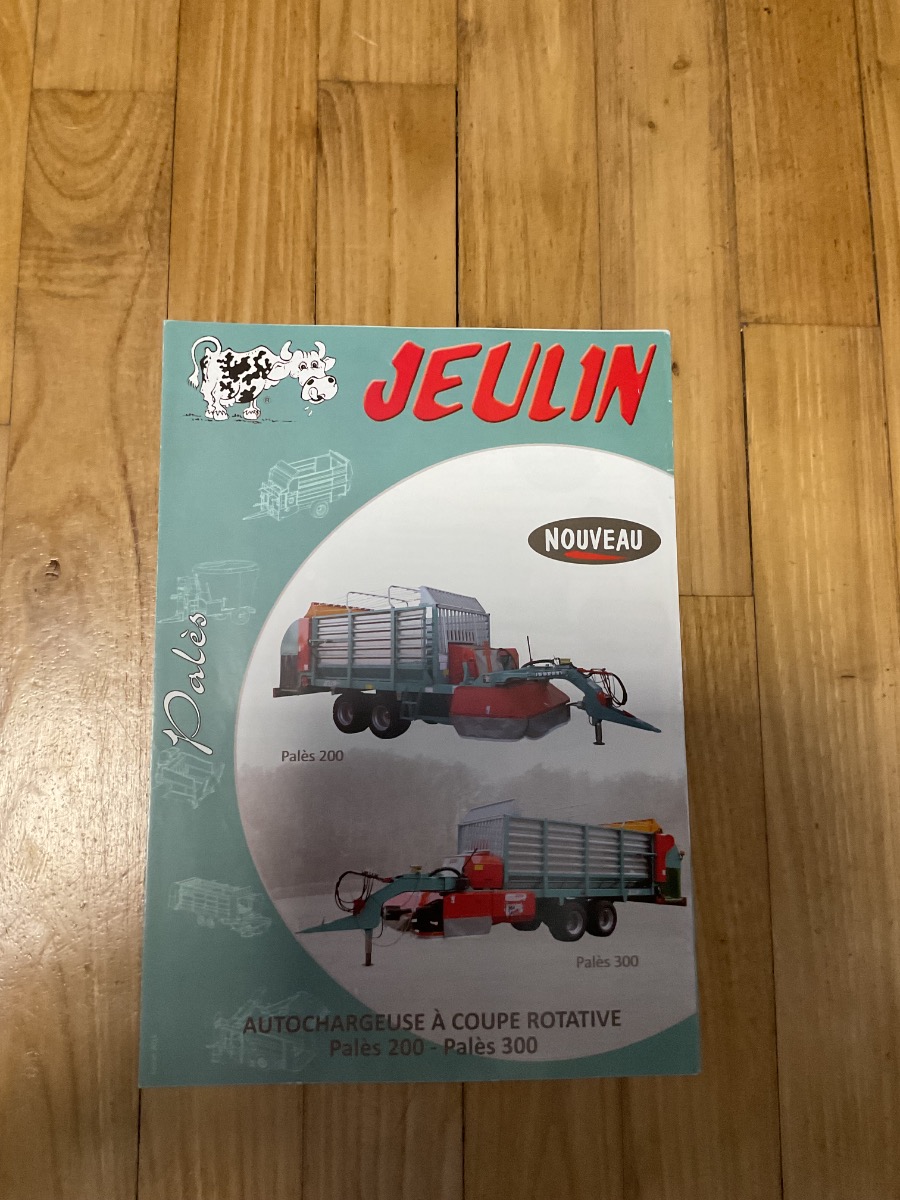 JEULIN
NOUVEAU
Palès
Palès 200
Palès 300
AUTOCHARGEUSE À COUPE ROTATIVE
Palès 200 - Palès 300